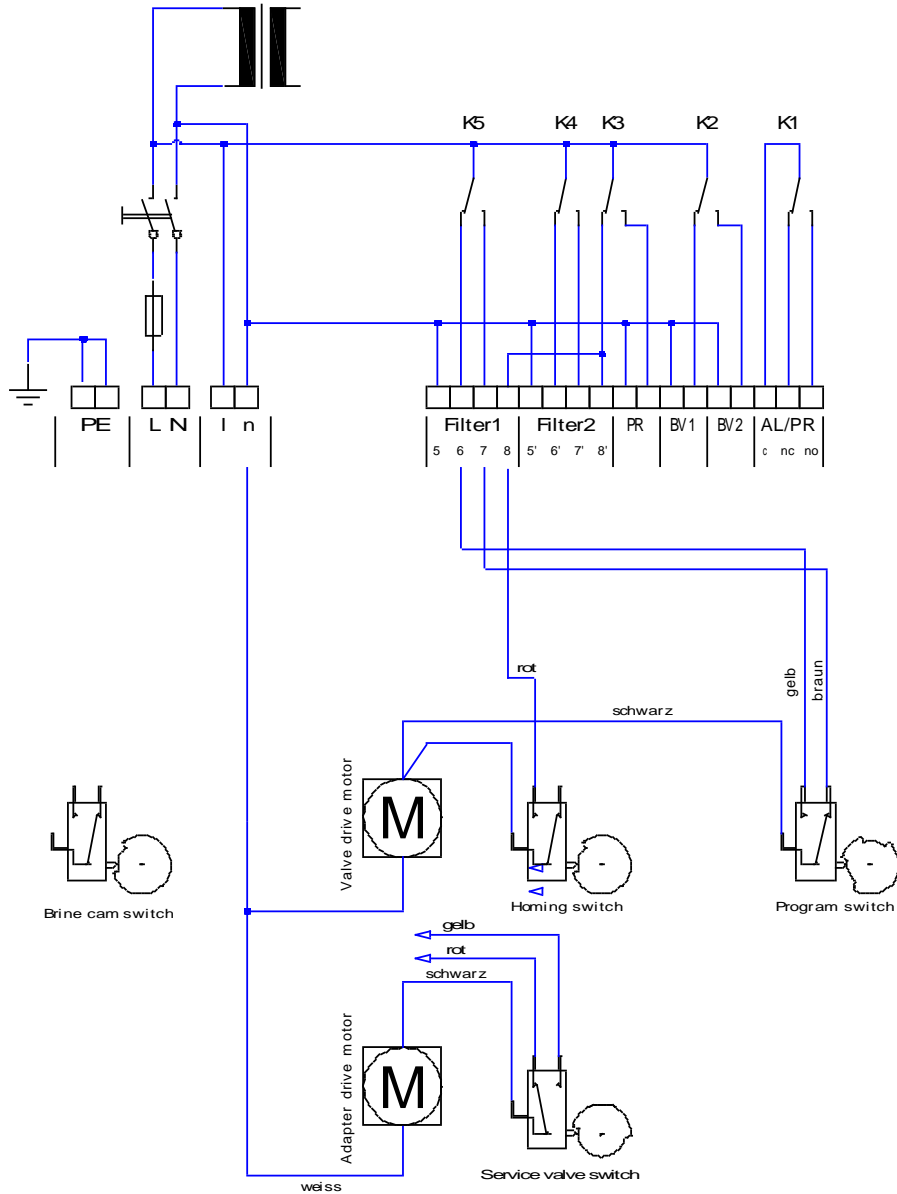 K5 K4 K3 K2 K1
PE L N l n Filter1 Filter2 PR BV1 BV2 AL/PR
5 6 7 8 5' 6' 7' 8' c nc no
rot
gelb
braun
schwarz
Valve drive motor
M
Brine cam switch
Homing switch
Program switch
gelb
rot
schwarz
Adapter drive motor
M
Service valve switch
weiss